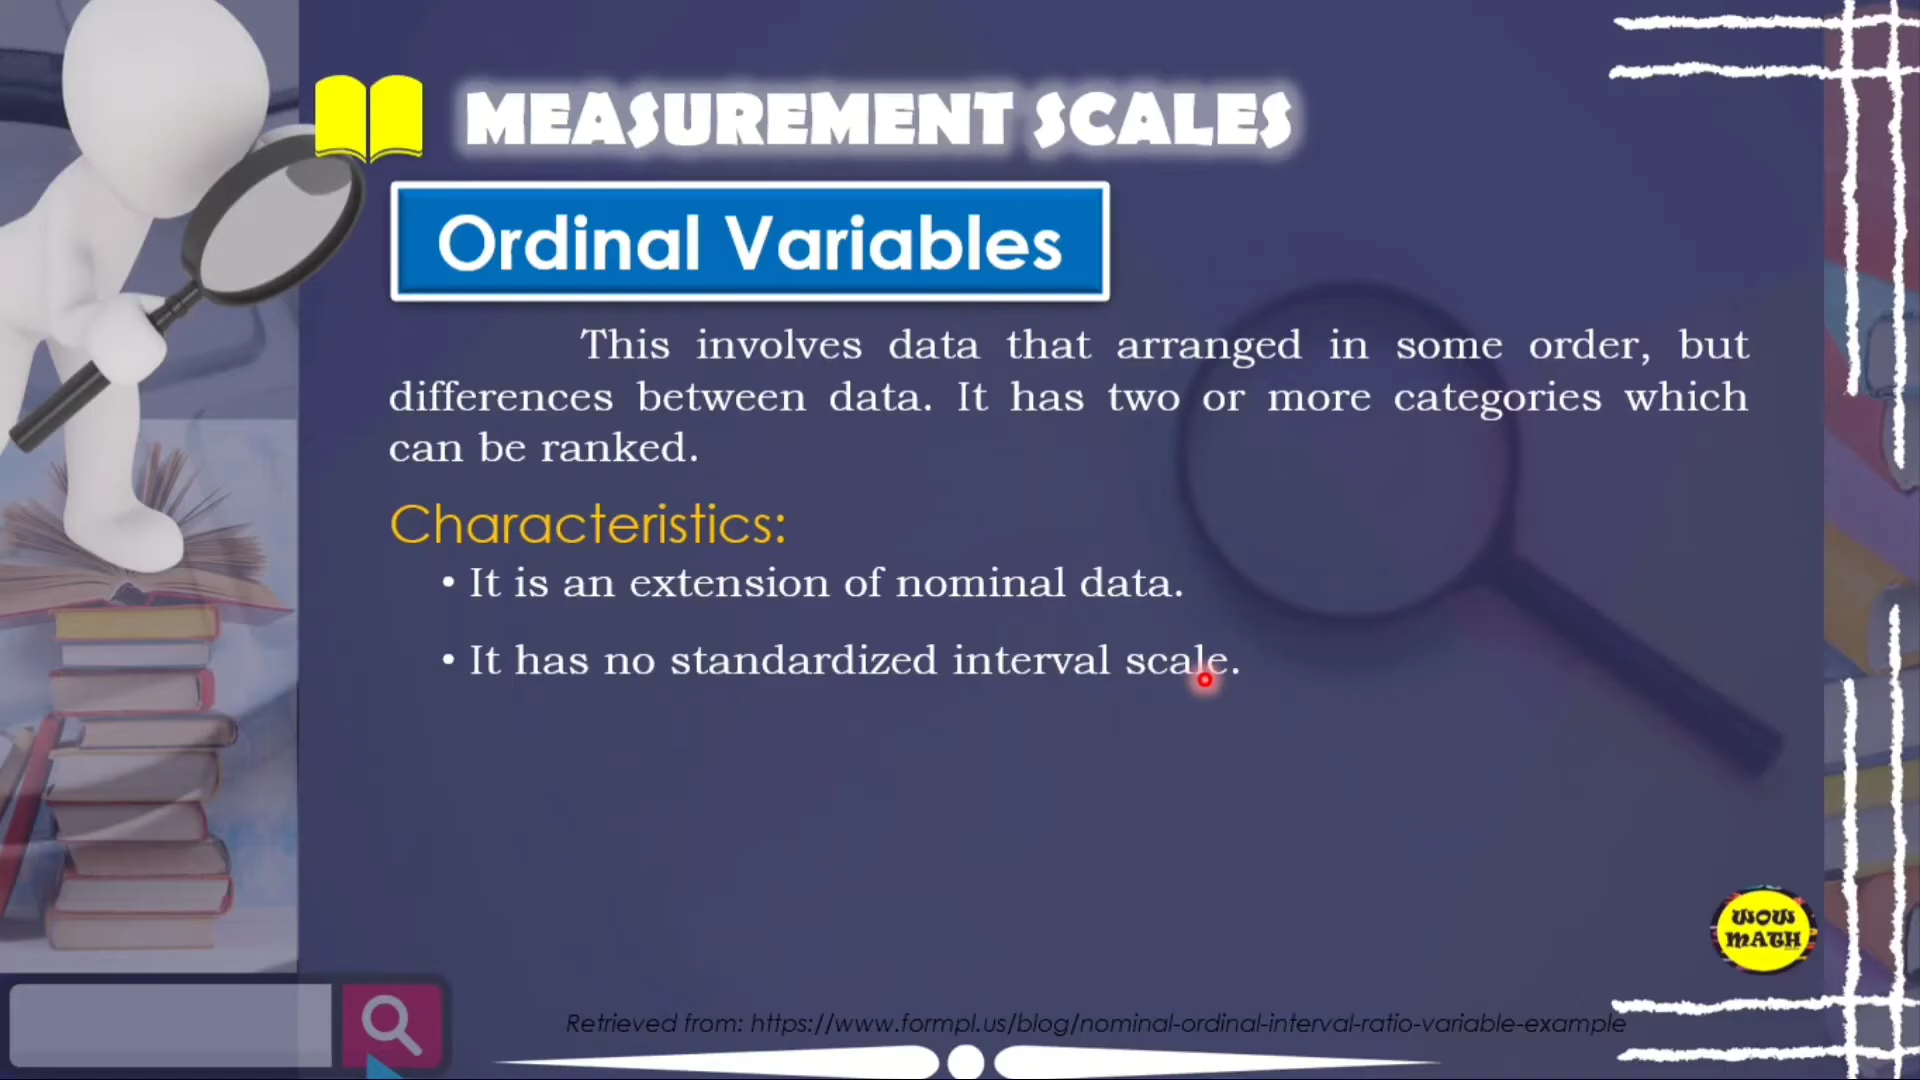 MEASUREMENT SCALES
Ordinal Variables
This involves data that arranged in some order, but
differences between data. It has two or more categories which
can be ranked.
Characteristics:
• It is an extension of nominal data.
• It has no standardized interval scale.
WOW
MATH
Retrieved from: https://www.formpl.us/blog/nominal-ordinal-interval-ratio-variable-example